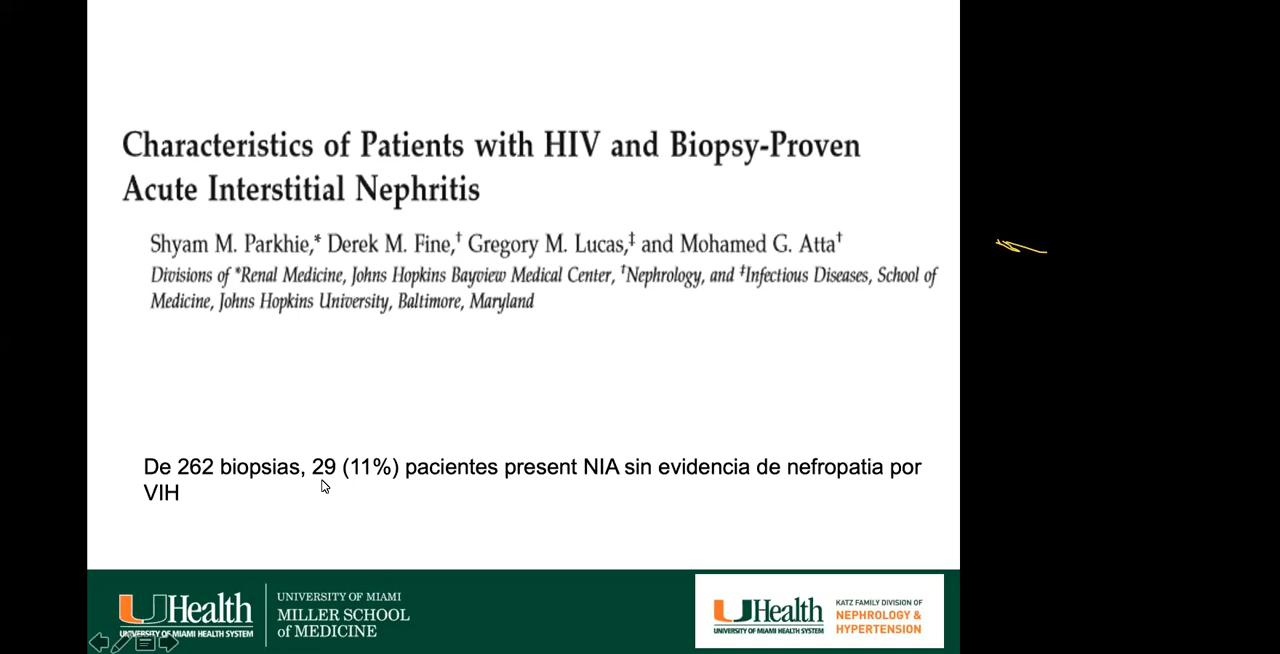 Characteristics of Patients with HIV and Biopsy-Proven
Acute Interstitial Nephritis
Shyam M. Parkhie,* Derek M. Fine,† Gregory M. Lucas,‡ and Mohamed G. Atta†
Divisions of *Renal Medicine, Johns Hopkins Bayview Medical Center, †Nephrology, and ‡Infectious Diseases, School of
Medicine, Johns Hopkins University, Baltimore, Maryland
De 262 biopsias, 29 (11%) pacientes present NIA sin evidencia de nefropatia por
VIH
UHealth
UNIVERSITY OF MIAMI HEALTH SYSTEM
UNIVERSITY OF MIAMI
MILLER SCHOOL
of MEDICINE
UHealth
UNIVERSITY OF MIAMI HEALTH SYSTEM
KATZ FAMILY DIVISION OF
NEPHROLOGY &
HYPERTENSION